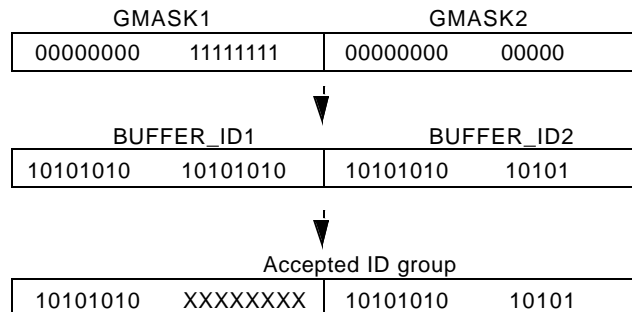 GMASK1 GMASK2
00000000 11111111 00000000 00000
BUFFER_ID1 BUFFER_ID2
10101010 10101010 10101010 10101
Accepted ID group
10101010 XXXXXXXX 10101010 10101